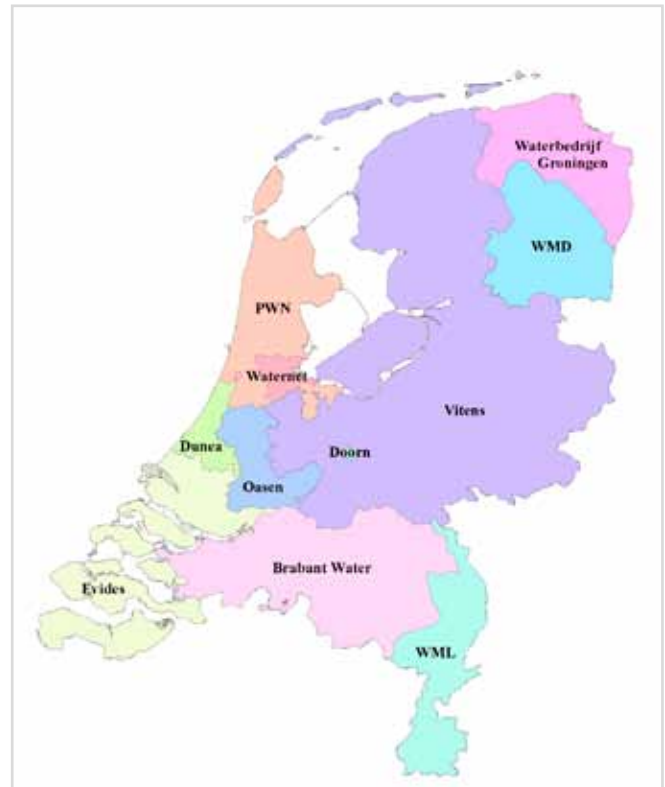 Waterbedrijf
Groningen
WMD
PWN
Waternet
Vitens
Dunea
Doorn
Oasen
Brabant Water
Evides
WML